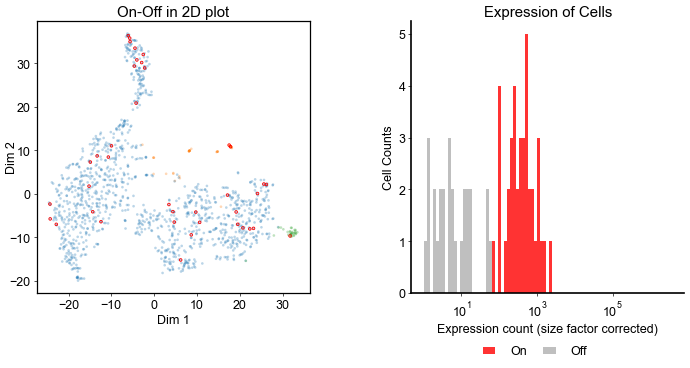 On-Off in 2D plot
Dim 2
30
20
10
0
−10
−20
−20 −10 0 10 20 30
Dim 1
Expression of Cells
Cell Counts
5
4
3
2
1
0
10^1 10^3 10^5
Expression count (size factor corrected)
On Off